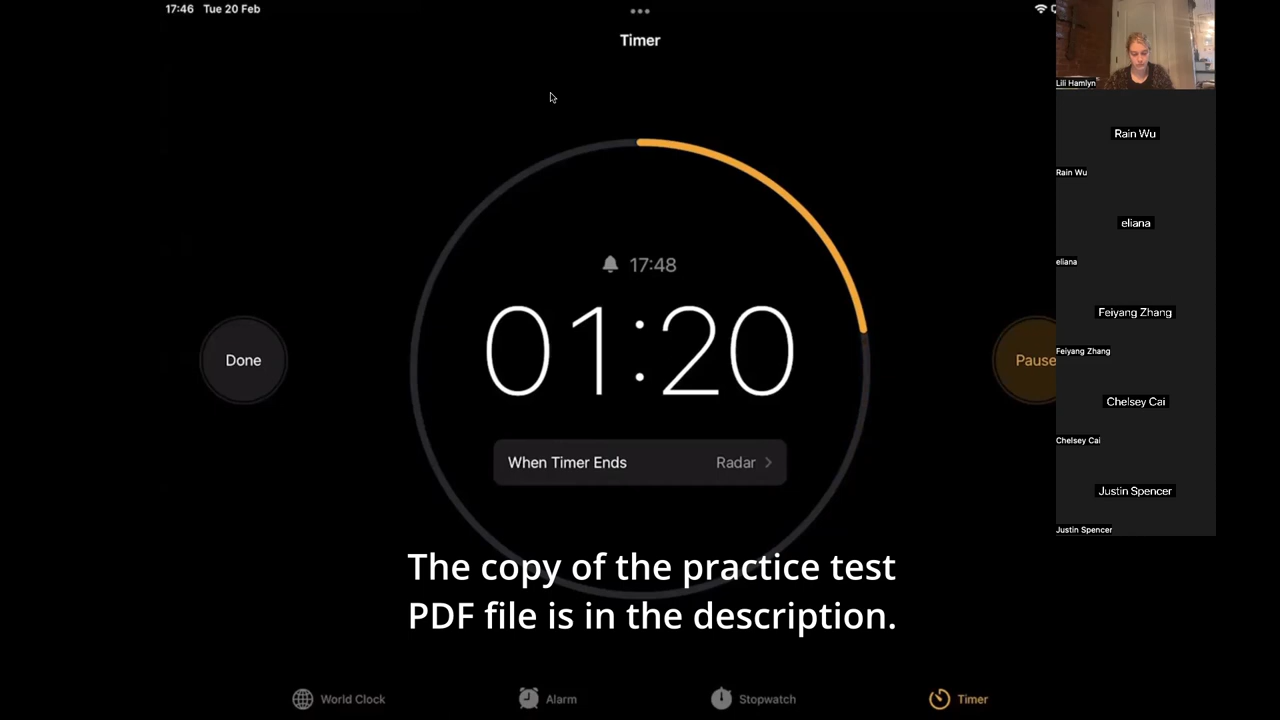 17:46 Tue 20 Feb
Timer
17:48
01:20
Done
Pause
When Timer Ends Radar
The copy of the practice test
PDF file is in the description.
World Clock
Alarm
Stopwatch
Timer
Lili Hamlyn
Rain Wu
Rain Wu
eliana
eliana
Feiyang Zhang
Feiyang Zhang
Chelsey Cai
Chelsey Cai
Justin Spencer
Justin Spencer